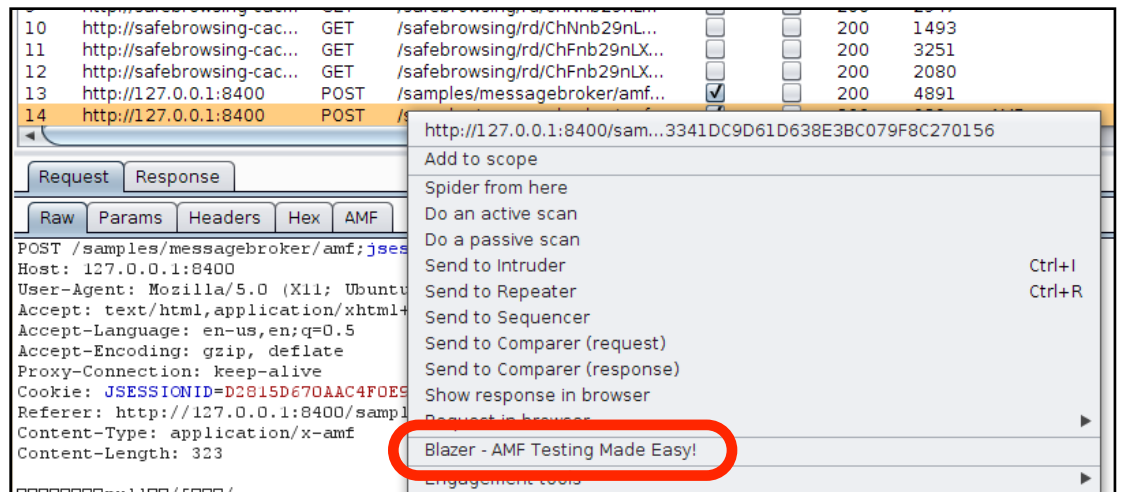 10 http://safebrowsing-cac... GET /safebrowsing/rd/ChNnb29nL... 200 1493
11 http://safebrowsing-cac... GET /safebrowsing/rd/ChFnb29nLX... 200 3251
12 http://safebrowsing-cac... GET /safebrowsing/rd/ChFnb29nLX... 200 2080
13 http://127.0.0.1:8400 POST /samples/messagebroker/amf... 200 4891
14 http://127.0.0.1:8400 POST
http://127.0.0.1:8400/sam...3341DC9D61D638E3BC079F8C270156
Add to scope
Spider from here
Do an active scan
Do a passive scan
Send to Intruder Ctrl+I
Send to Repeater Ctrl+R
Send to Sequencer
Send to Comparer (request)
Send to Comparer (response)
Show response in browser
Request in browser
Blazer - AMF Testing Made Easy!
Engagement tools
Request Response
Raw Params Headers Hex AMF
POST /samples/messagebroker/amf;jses
Host: 127.0.0.1:8400
User-Agent: Mozilla/5.0 (X11; Ubuntu
Accept: text/html,application/xhtml+
Accept-Language: en-us,en;q=0.5
Accept-Encoding: gzip, deflate
Proxy-Connection: keep-alive
Cookie: JSESSIONID=D2815D670AAC4F0E9
Referer: http://127.0.0.1:8400/sampl
Content-Type: application/x-amf
Content-Length: 323